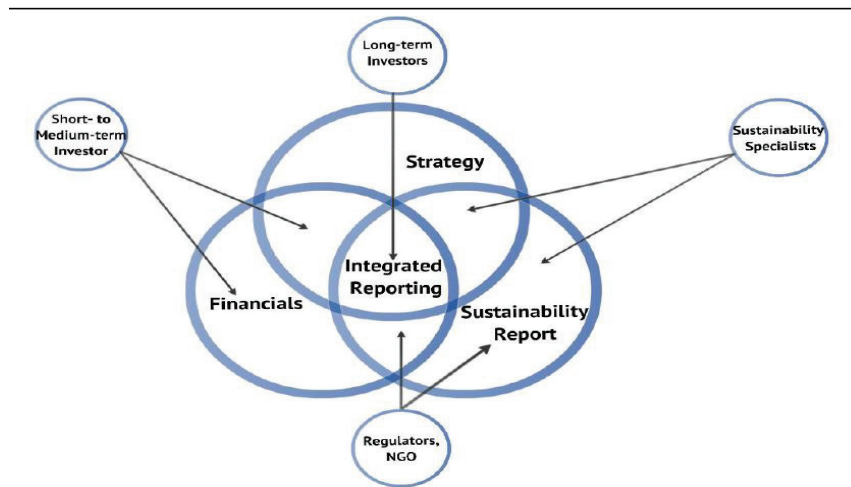 Long-term
Investors
Short- to
Medium-term
Investor
Sustainability
Specialists
Strategy
Integrated
Reporting
Financials
Sustainability
Report
Regulators,
NGO